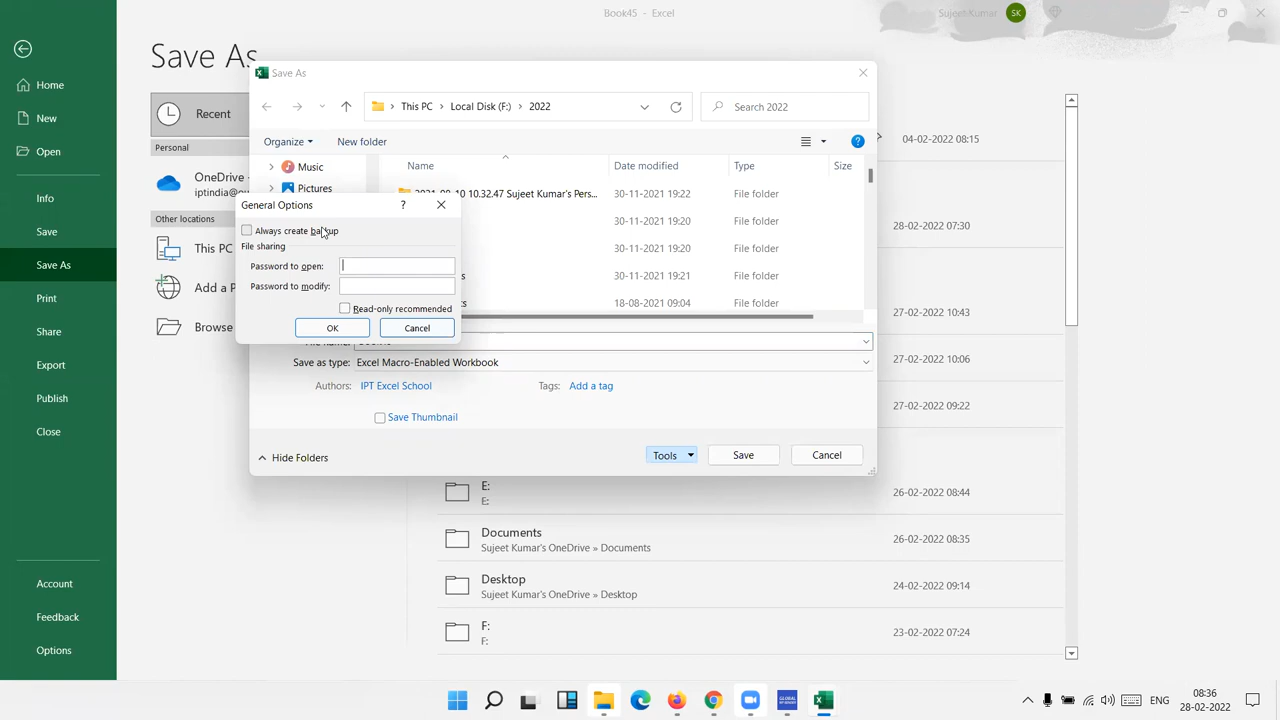 Book45 - Excel
Sujeet Kumar
SK
Save As
Home
New
Open
Info
Save
Save As
Print
Share
Export
Publish
Close
Account
Feedback
Options
Recent
Personal
OneDrive -
iptindia@o
Other locations
This PC
Add a P
Browse
Save As
This PC > Local Disk (F:) > 2022
Search 2022
Organize
New folder
Name
Date modified
Type
Size
Music
Pictures
30-11-2021 19:22
File folder
30-11-2021 19:20
File folder
30-11-2021 19:20
File folder
30-11-2021 19:21
File folder
18-08-2021 09:04
File folder
General Options
?
Always create backup
File sharing
Password to open:
Password to modify:
Read-only recommended
OK
Cancel
Save as type:
Excel Macro-Enabled Workbook
Authors:
IPT Excel School
Tags:
Add a tag
Save Thumbnail
Hide Folders
Tools
Save
Cancel
04-02-2022 08:15
28-02-2022 07:30
27-02-2022 10:43
27-02-2022 10:06
27-02-2022 09:22
E:
E:
26-02-2022 08:44
Documents
Sujeet Kumar's OneDrive » Documents
26-02-2022 08:35
Desktop
Sujeet Kumar's OneDrive » Desktop
24-02-2022 09:14
F:
F:
23-02-2022 07:24
ENG
08:36
28-02-2022